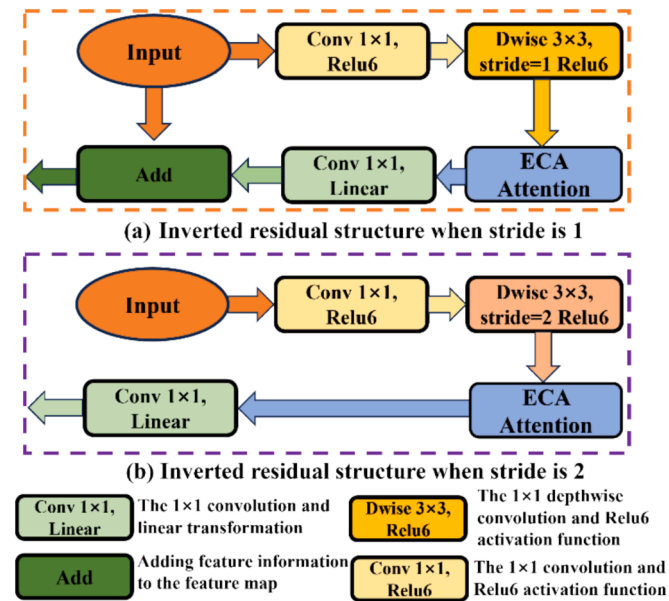 Input
Conv 1×1,
Relu6
Dwise 3×3,
stride=1 Relu6
Add
Conv 1×1,
Linear
ECA
Attention
(a) Inverted residual structure when stride is 1
Input
Conv 1×1,
Relu6
Dwise 3×3,
stride=2 Relu6
Conv 1×1,
Linear
ECA
Attention
(b) Inverted residual structure when stride is 2
Conv 1×1,
Linear
The 1×1 convolution and
linear transformation
Dwise 3×3,
Relu6
The 1×1 depthwise
convolution and Relu6
activation function
Add
Adding feature information
to the feature map
Conv 1×1,
Relu6
The 1×1 convolution and
Relu6 activation function